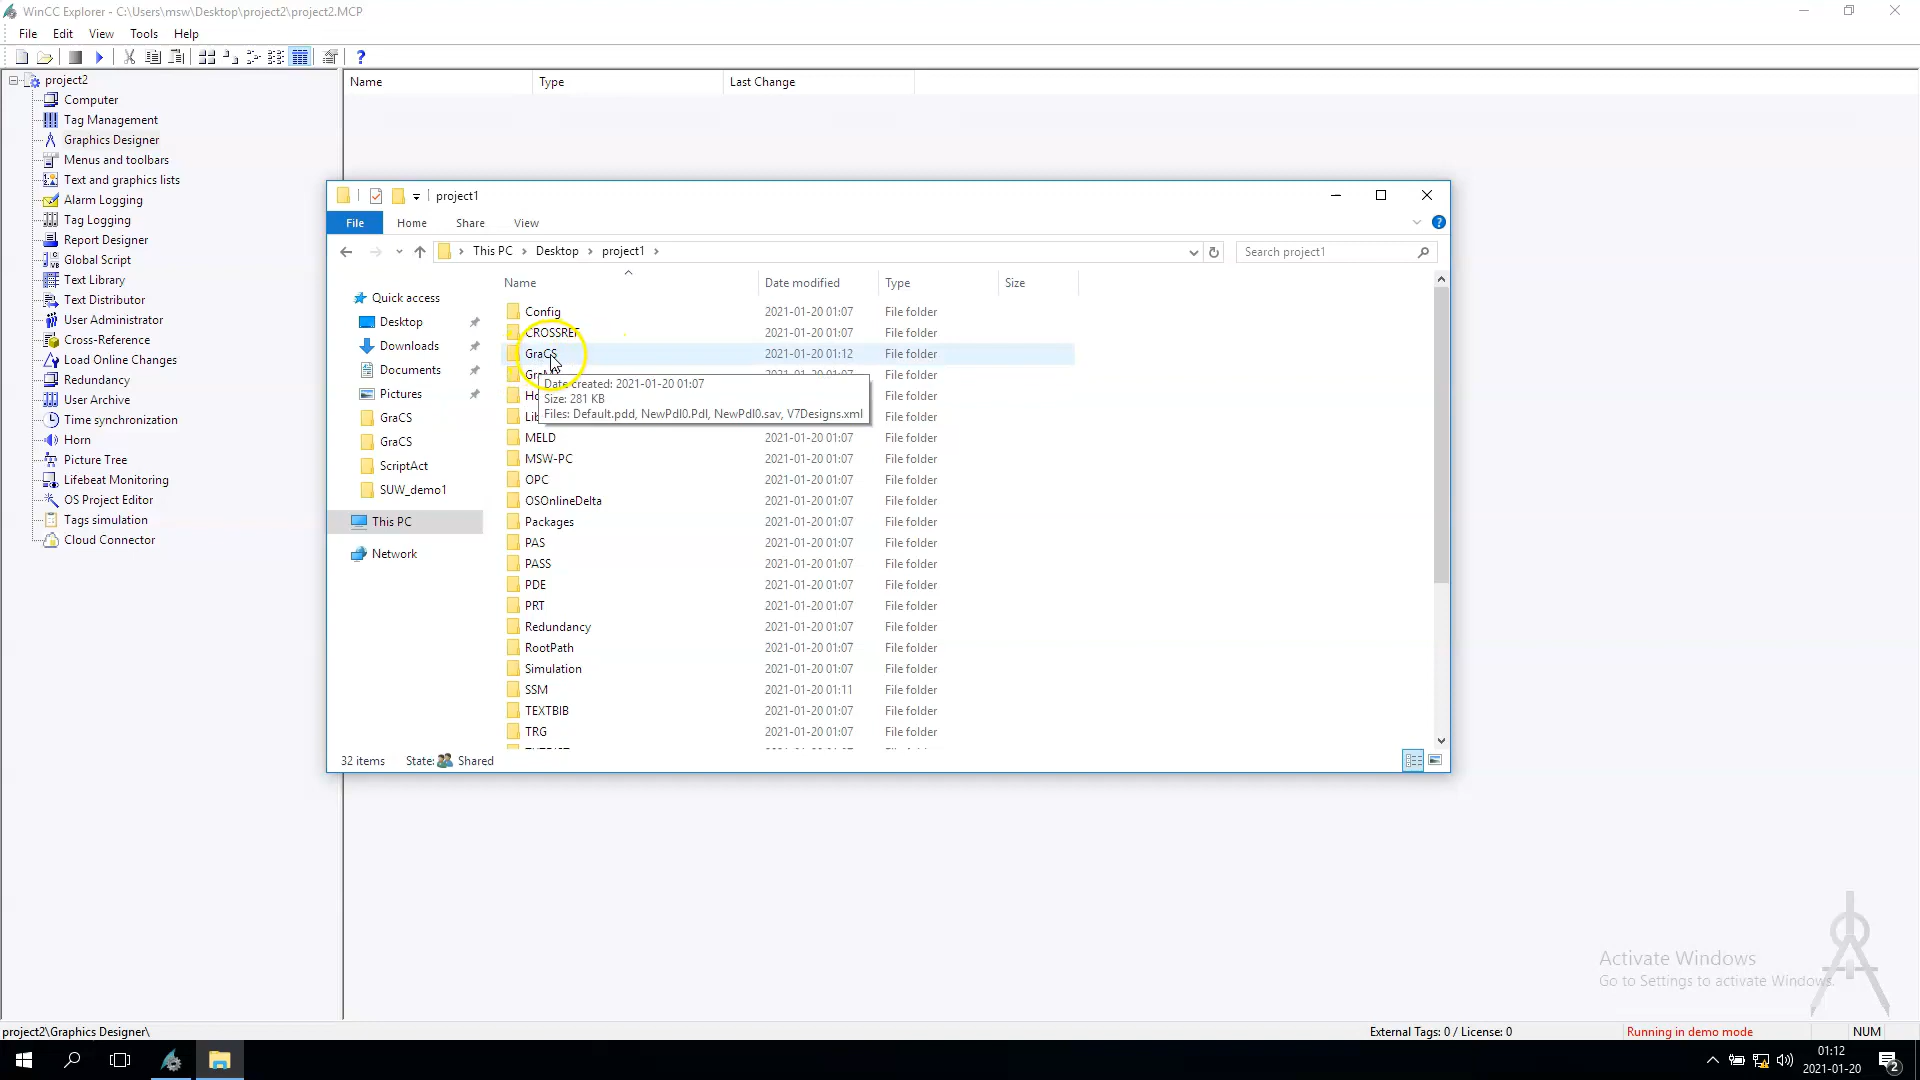 WinCC Explorer - C:\Users\msw\Desktop\project2\project2.MCP
File Edit View Tools Help
project2
Computer
Tag Management
Graphics Designer
Menus and toolbars
Text and graphics lists
Alarm Logging
Tag Logging
Report Designer
Global Script
Text Library
Text Distributor
User Administrator
Cross-Reference
Load Online Changes
Redundancy
User Archive
Time synchronization
Horn
Picture Tree
Lifebeat Monitoring
OS Project Editor
Tags simulation
Cloud Connector
Name Type Last Change
project1
File Home Share View
This PC Desktop project1
Search project1
Quick access
Desktop
Downloads
Documents
Pictures
GraCS
GraCS
ScriptAct
SUW_demo1
This PC
Network
Name Date modified Type Size
Config 2021-01-20 01:07 File folder
CROSSREF 2021-01-20 01:07 File folder
GraCS 2021-01-20 01:12 File folder
2021-01-20 01:07 File folder
File folder
File folder
Date created: 2021-01-20 01:07
Size: 281 KB
Files: Default.pdd, NewPdl0.Pdl, NewPdl0.sav, V7Designs.xml
MELD 2021-01-20 01:07 File folder
MSW-PC 2021-01-20 01:07 File folder
OPC 2021-01-20 01:07 File folder
OSOnlineDelta 2021-01-20 01:07 File folder
Packages 2021-01-20 01:07 File folder
PAS 2021-01-20 01:07 File folder
PASS 2021-01-20 01:07 File folder
PDE 2021-01-20 01:07 File folder
PRT 2021-01-20 01:07 File folder
Redundancy 2021-01-20 01:07 File folder
RootPath 2021-01-20 01:07 File folder
Simulation 2021-01-20 01:07 File folder
SSM 2021-01-20 01:11 File folder
TEXTBIB 2021-01-20 01:07 File folder
TRG 2021-01-20 01:07 File folder
32 items State: Shared
Activate Windows
Go to Settings to activate Windows.
project2\Graphics Designer\
External Tags: 0 / License: 0
Running in demo mode
NUM
01:12
2021-01-20
2